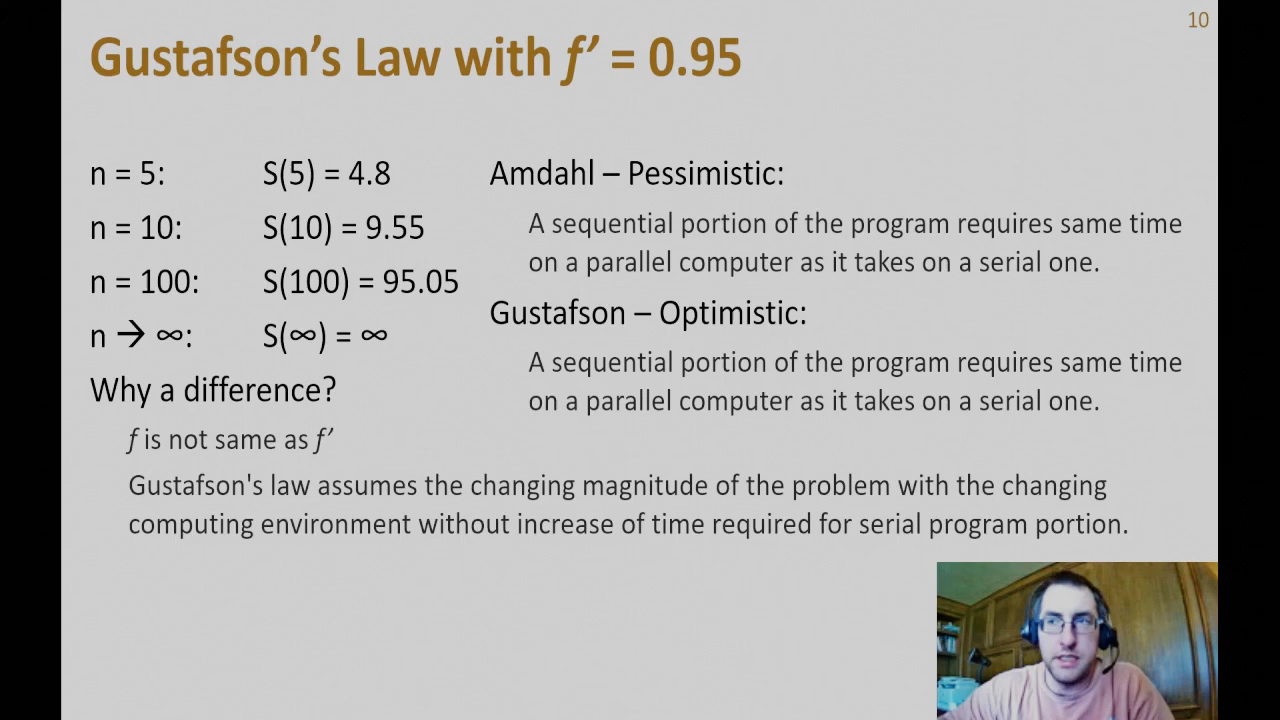 10
Gustafson’s Law with f’ = 0.95
n = 5: S(5) = 4.8
n = 10: S(10) = 9.55
n = 100: S(100) = 95.05
n → ∞: S(∞) = ∞
Why a difference?
f is not same as f’
Gustafson's law assumes the changing magnitude of the problem with the changing
computing environment without increase of time required for serial program portion.
Amdahl – Pessimistic:
A sequential portion of the program requires same time
on a parallel computer as it takes on a serial one.
Gustafson – Optimistic:
A sequential portion of the program requires same time
on a parallel computer as it takes on a serial one.